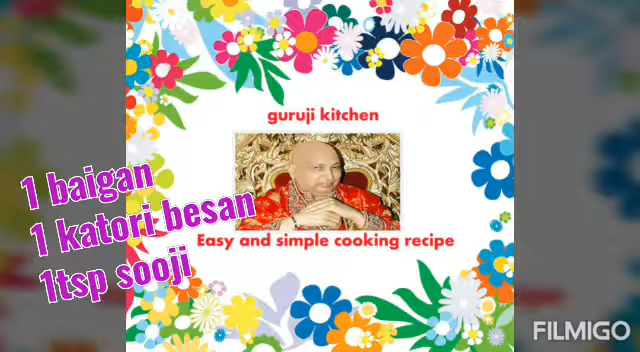 guruji kitchen
1 baigan
1 katori besan
1tsp sooji
Easy and simple cooking recipe
FILMIGO